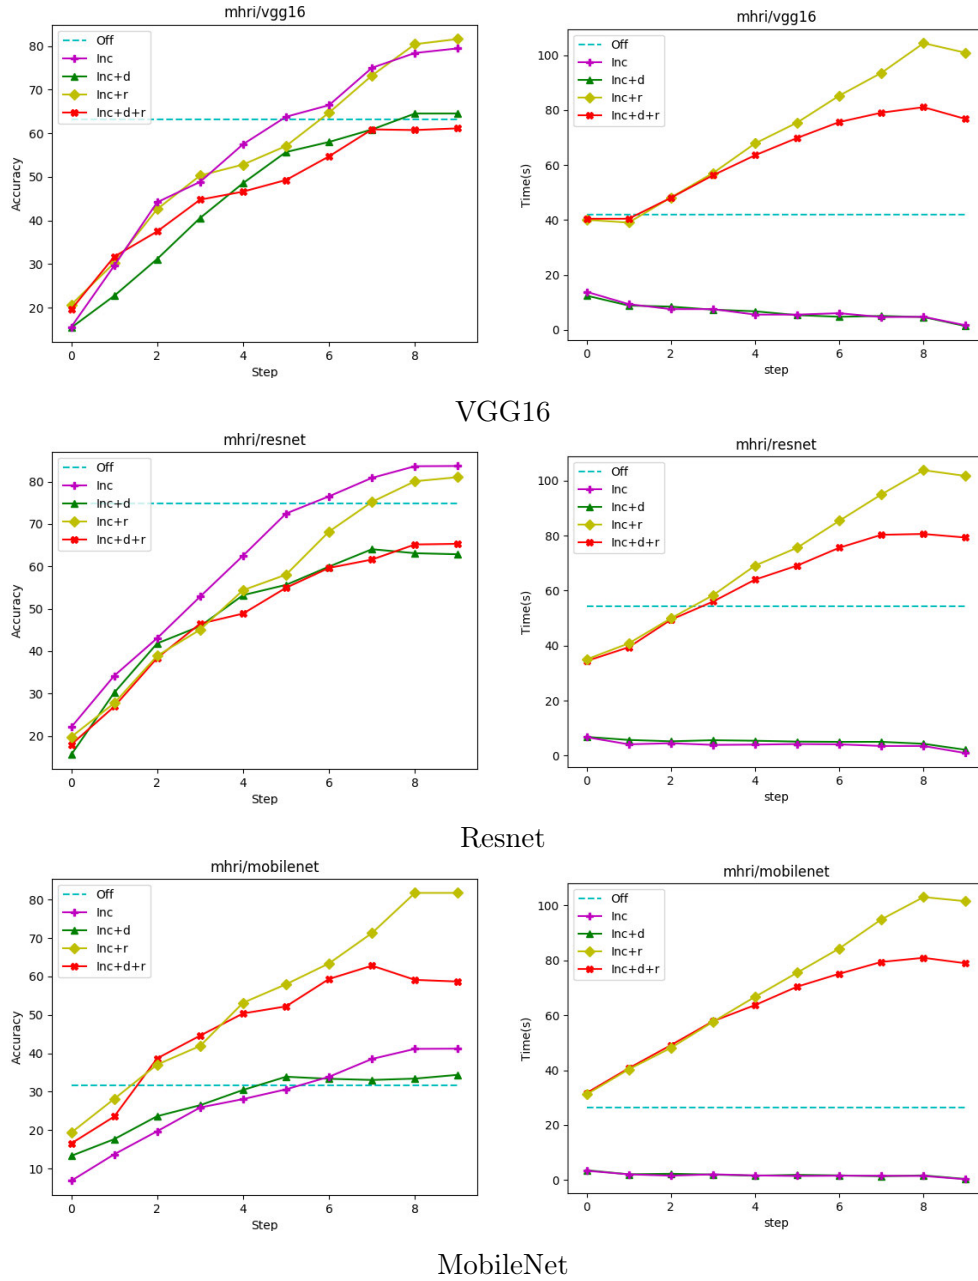 mhri/vgg16
Off
Inc
Inc+d
Inc+r
Inc+d+r
Accuracy
80
70
60
50
40
30
20
0
2
4
6
8
Step
mhri/vgg16
Off
Inc
Inc+d
Inc+r
Inc+d+r
Time(s)
100
80
60
40
20
0
0
2
4
6
8
step
VGG16
mhri/resnet
Off
Inc
Inc+d
Inc+r
Inc+d+r
Accuracy
80
70
60
50
40
30
20
0
2
4
6
8
Step
mhri/resnet
Off
Inc
Inc+d
Inc+r
Inc+d+r
Time(s)
100
80
60
40
20
0
0
2
4
6
8
step
Resnet
mhri/mobilenet
Off
Inc
Inc+d
Inc+r
Inc+d+r
Accuracy
80
70
60
50
40
30
20
10
0
2
4
6
8
Step
mhri/mobilenet
Off
Inc
Inc+d
Inc+r
Inc+d+r
Time(s)
100
80
60
40
20
0
0
2
4
6
8
step
MobileNet